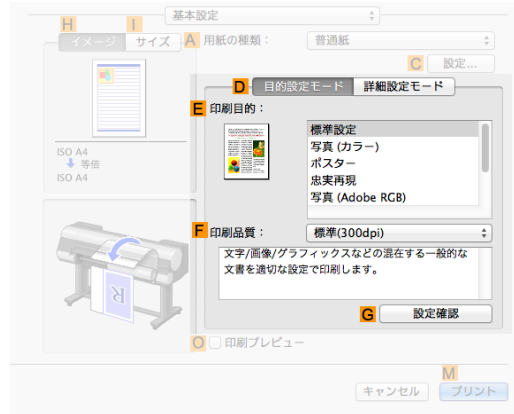 基本設定
H
I
イメージ サイズ
A 用紙の種類： 普通紙
C 設定...
D 目的設定モード 詳細設定モード
E 印刷目的：
標準設定
写真 (カラー)
ポスター
忠実再現
写真 (Adobe RGB)
ISO A4
等倍
ISO A4
F 印刷品質： 標準(300dpi)
文字/画像/グラフィックスなどの混在する一般的な
文書を適切な設定で印刷します。
R
G 設定確認
O 印刷プレビュー
M
キャンセル プリント